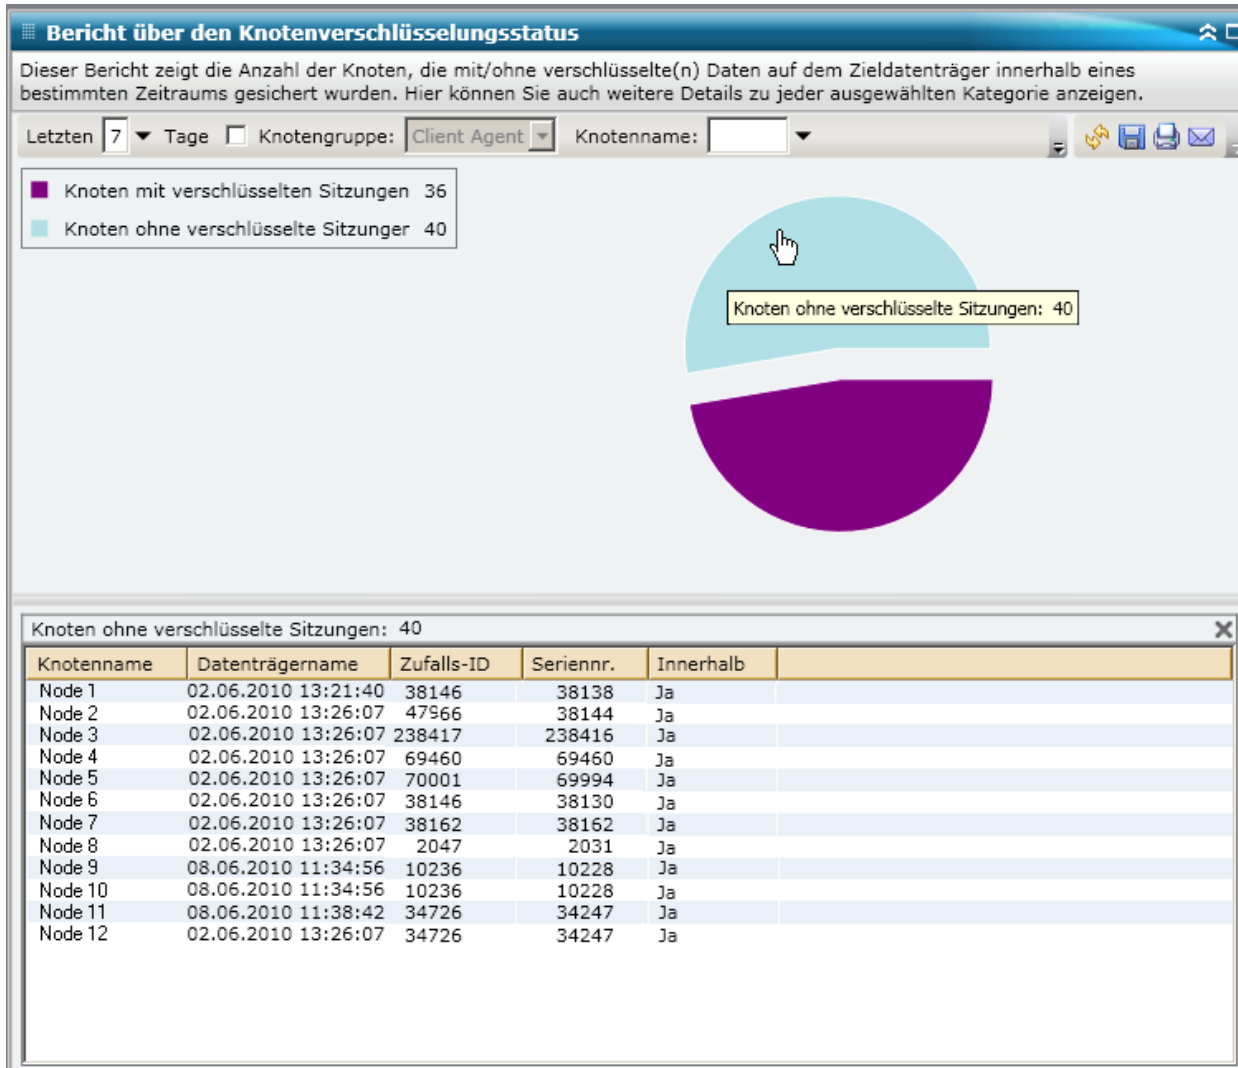 Bericht über den Knotenverschlüsselungsstatus
Dieser Bericht zeigt die Anzahl der Knoten, die mit/ohne verschlüsselte(n) Daten auf dem Zieldatenträger innerhalb eines
bestimmten Zeitraums gesichert wurden. Hier können Sie auch weitere Details zu jeder ausgewählten Kategorie anzeigen.
Letzten 7 Tage Knotengruppe: Client Agent Knotenname:
Knoten mit verschlüsselten Sitzungen 36
Knoten ohne verschlüsselte Sitzunger 40
Knoten ohne verschlüsselte Sitzungen: 40
Knoten ohne verschlüsselte Sitzungen: 40
Knotenname Datenträgername Zufalls-ID Seriennr. Innerhalb
Node 1 02.06.2010 13:21:40 38146 38138 Ja
Node 2 02.06.2010 13:26:07 47966 38144 Ja
Node 3 02.06.2010 13:26:07 238417 238416 Ja
Node 4 02.06.2010 13:26:07 69460 69460 Ja
Node 5 02.06.2010 13:26:07 70001 69994 Ja
Node 6 02.06.2010 13:26:07 38146 38130 Ja
Node 7 02.06.2010 13:26:07 38162 38162 Ja
Node 8 02.06.2010 13:26:07 2047 2031 Ja
Node 9 08.06.2010 11:34:56 10236 10228 Ja
Node 10 08.06.2010 11:34:56 10236 10228 Ja
Node 11 08.06.2010 11:38:42 34726 34247 Ja
Node 12 02.06.2010 13:26:07 34726 34247 Ja